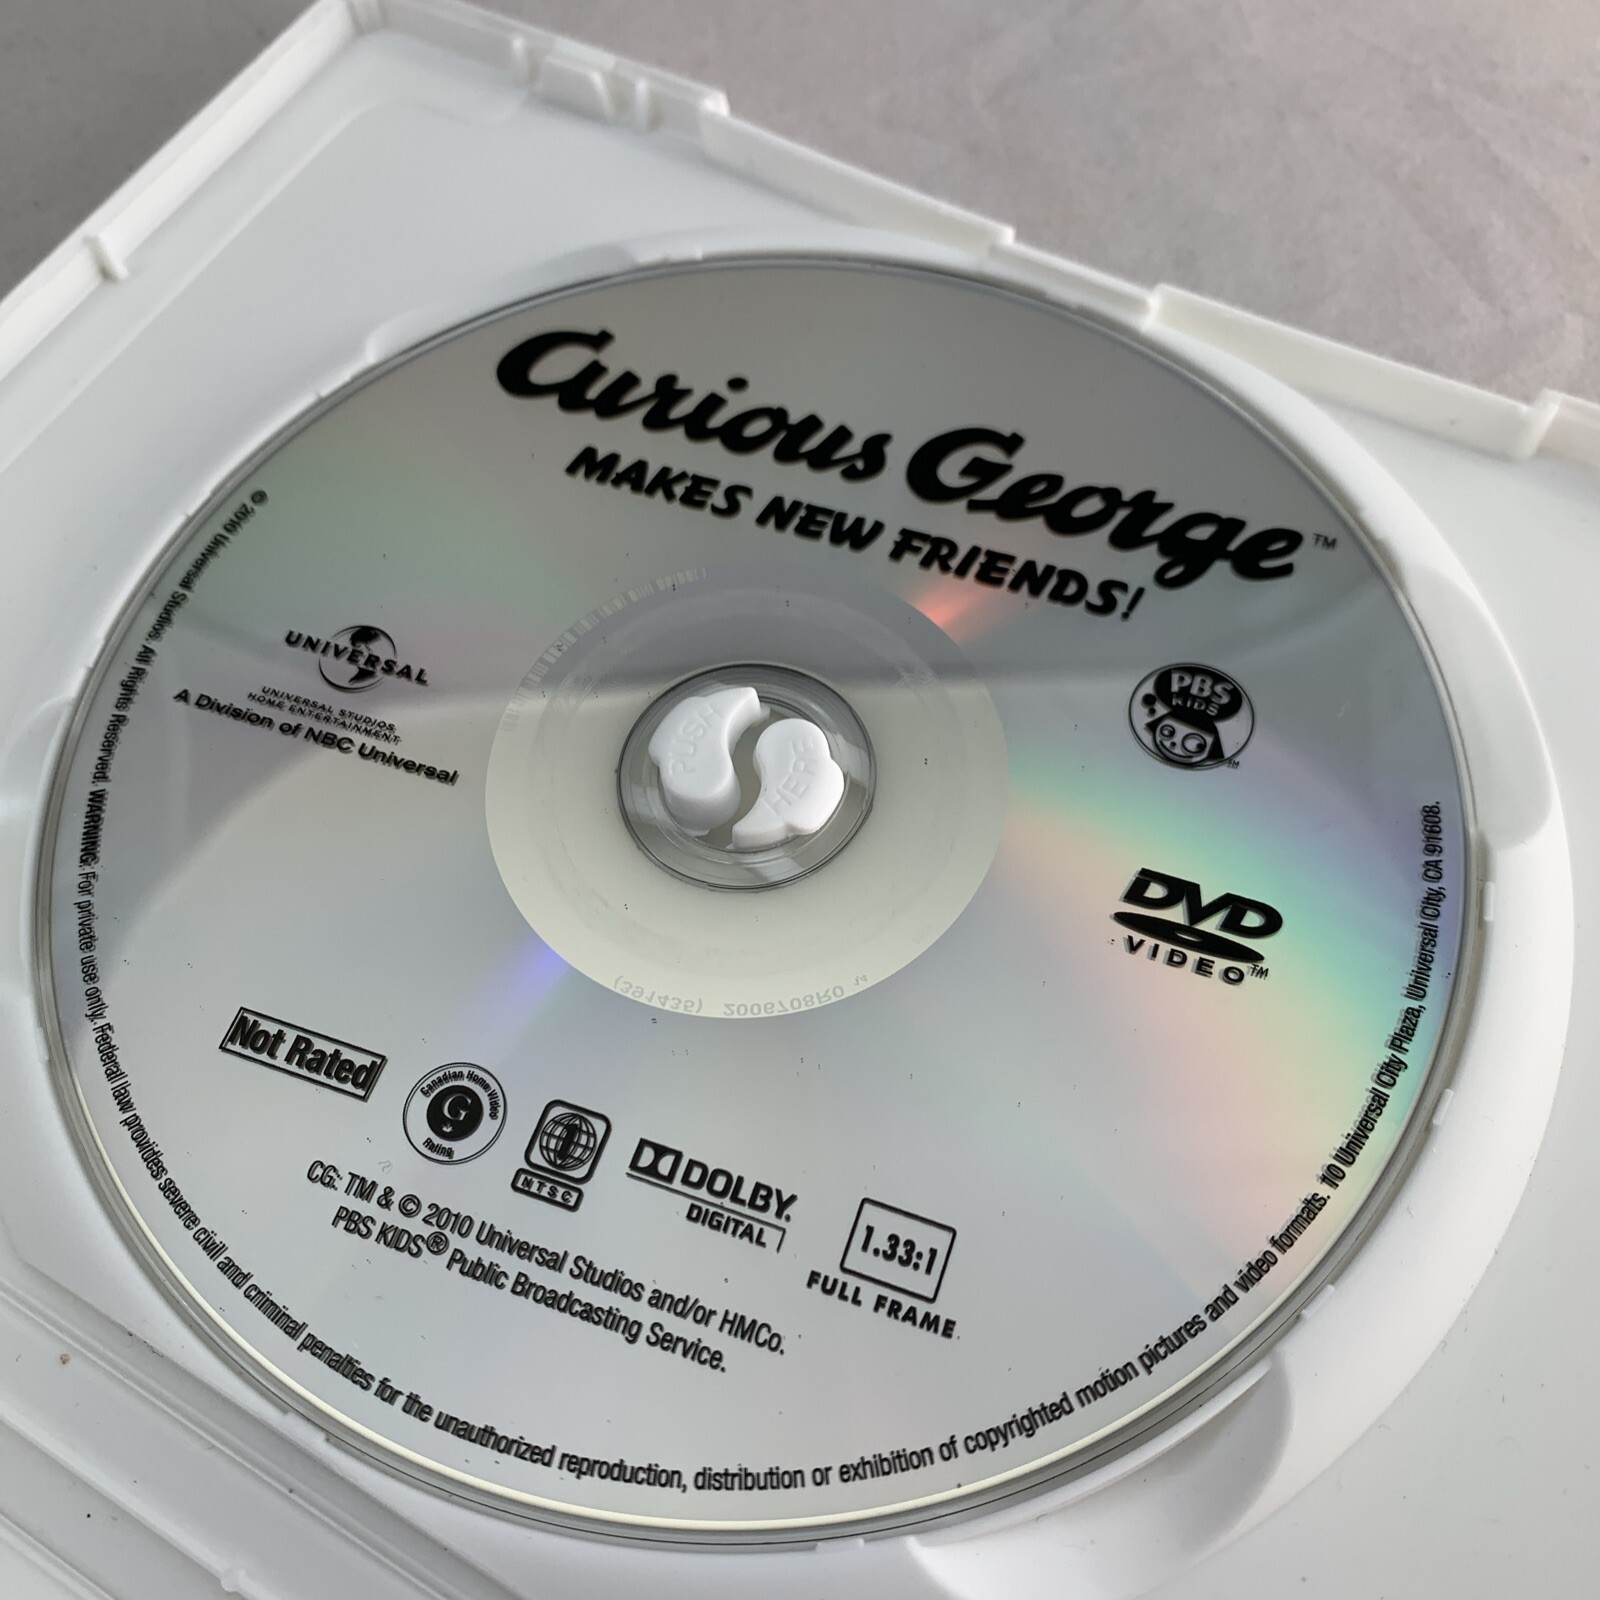 Curious George™
MAKES NEW FRIENDS!
UNIVERSAL
UNIVERSAL STUDIOS
HOME ENTERTAINMENT
A Division of NBC Universal
PBS
KIDS
TM
PUSH
HERE
DVD
VIDEO™
(391435) 2006708R0 14
Not Rated
Canadian Home Video
G
Rating
NTSC
DOLBY
DIGITAL
1.33:1
FULL FRAME
CG: TM & © 2010 Universal Studios and/or HMCo.
PBS KIDS® Public Broadcasting Service.
© 2010 Universal Studios. All Rights Reserved. WARNING: For private use only. Federal law provides severe civil and criminal penalties for the unauthorized reproduction, distribution or exhibition of copyrighted motion pictures and video formats. 10 Universal City Plaza, Universal City, CA 91608.